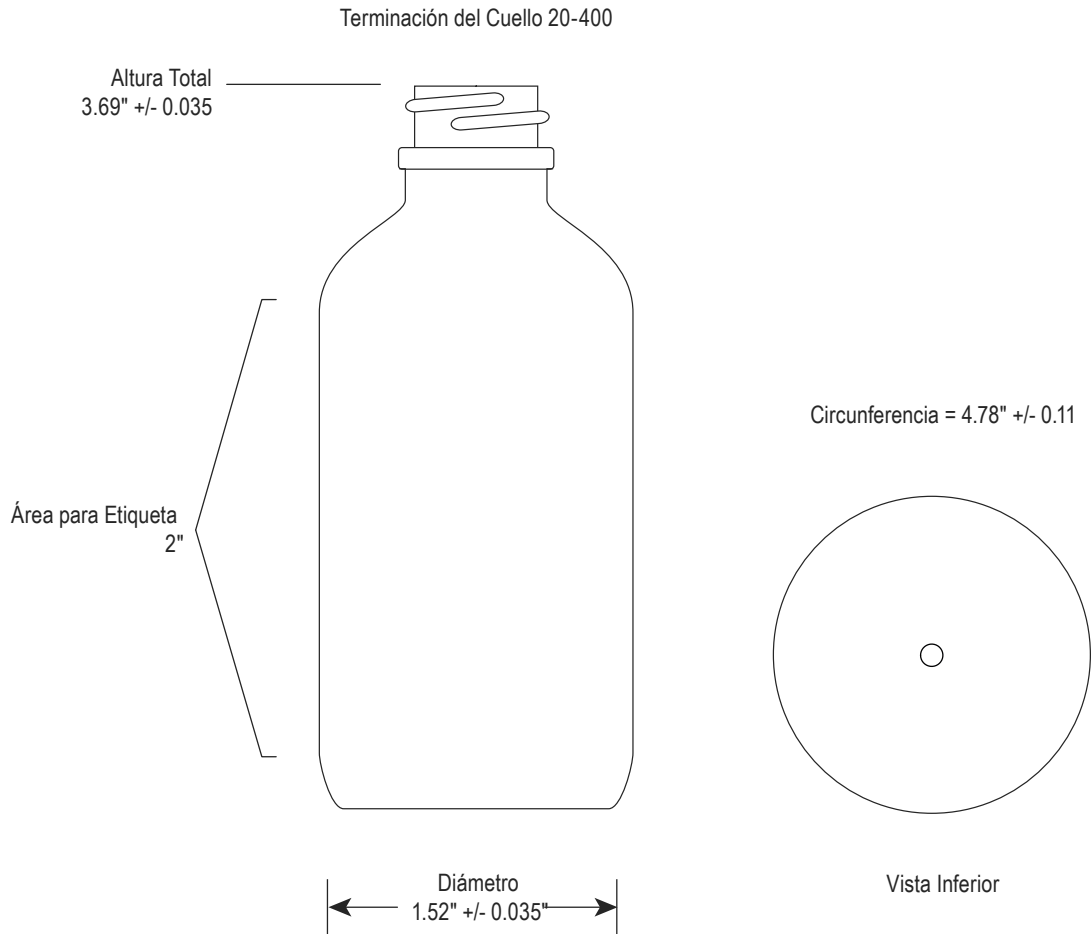 Terminación del Cuello 20-400
Altura Total
3.69" +/- 0.035
Circunferencia = 4.78" +/- 0.11
Área para Etiqueta
2"
Diámetro
1.52" +/- 0.035"
Vista Inferior